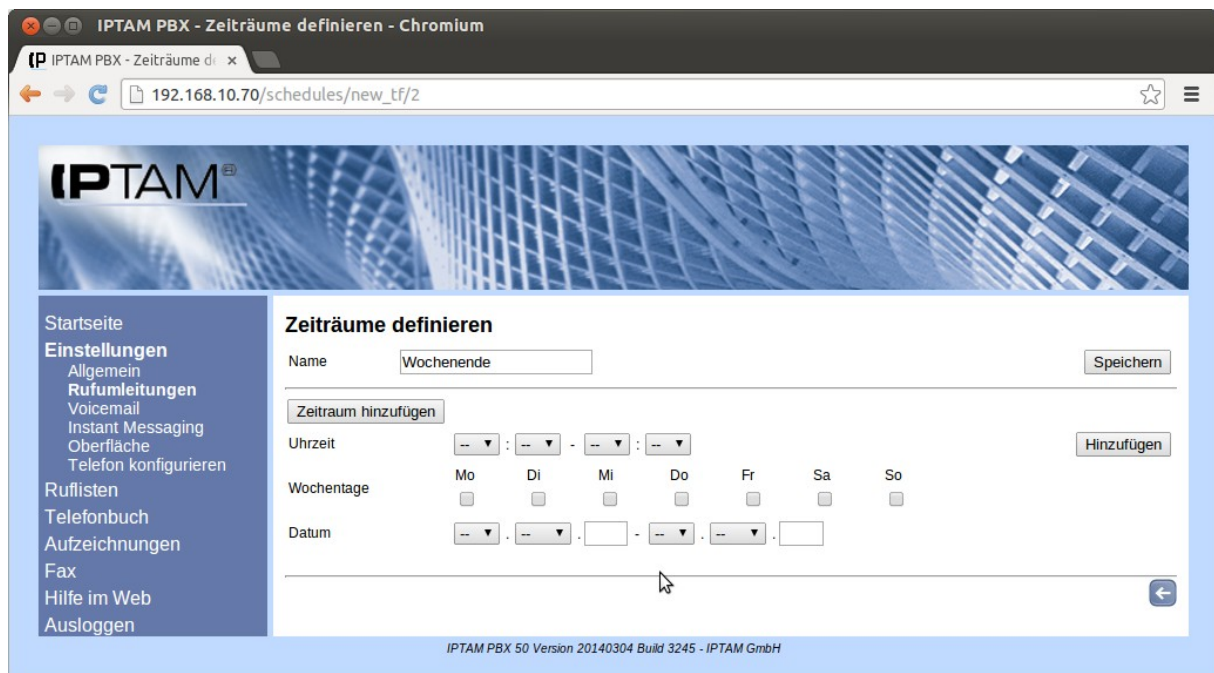 IPTAM PBX - Zeiträume definieren - Chromium
IPTAM PBX - Zeiträume d
192.168.10.70/schedules/new_tf/2
IPTAM®
Startseite
Einstellungen
Allgemein
Rufumleitungen
Voicemail
Instant Messaging
Oberfläche
Telefon konfigurieren
Ruflisten
Telefonbuch
Aufzeichnungen
Fax
Hilfe im Web
Ausloggen
Zeiträume definieren
Name Wochenende Speichern
Zeitraum hinzufügen
Uhrzeit -- : -- - -- : -- Hinzufügen
Mo Di Mi Do Fr Sa So
Wochentage
Datum -- . -- . - -- . -- .
IPTAM PBX 50 Version 20140304 Build 3245 - IPTAM GmbH